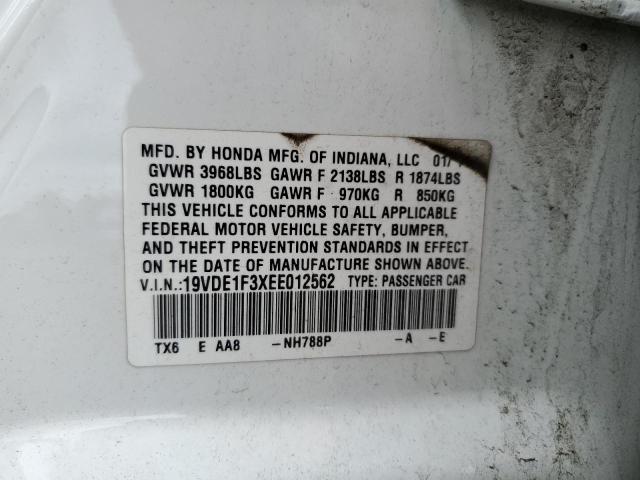 MFD. BY HONDA MFG. OF INDIANA, LLC 01/
GVWR 3968LBS GAWR F 2138LBS R 1874LBS
GVWR 1800KG GAWR F 970KG R 850KG
THIS VEHICLE CONFORMS TO ALL APPLICABLE
FEDERAL MOTOR VEHICLE SAFETY, BUMPER,
AND THEFT PREVENTION STANDARDS IN EFFECT
ON THE DATE OF MANUFACTURE SHOWN ABOVE.
V.I.N.:19VDE1F3XEE012562 TYPE: PASSENGER CAR
TX6 E AA8 -NH788P -A -E